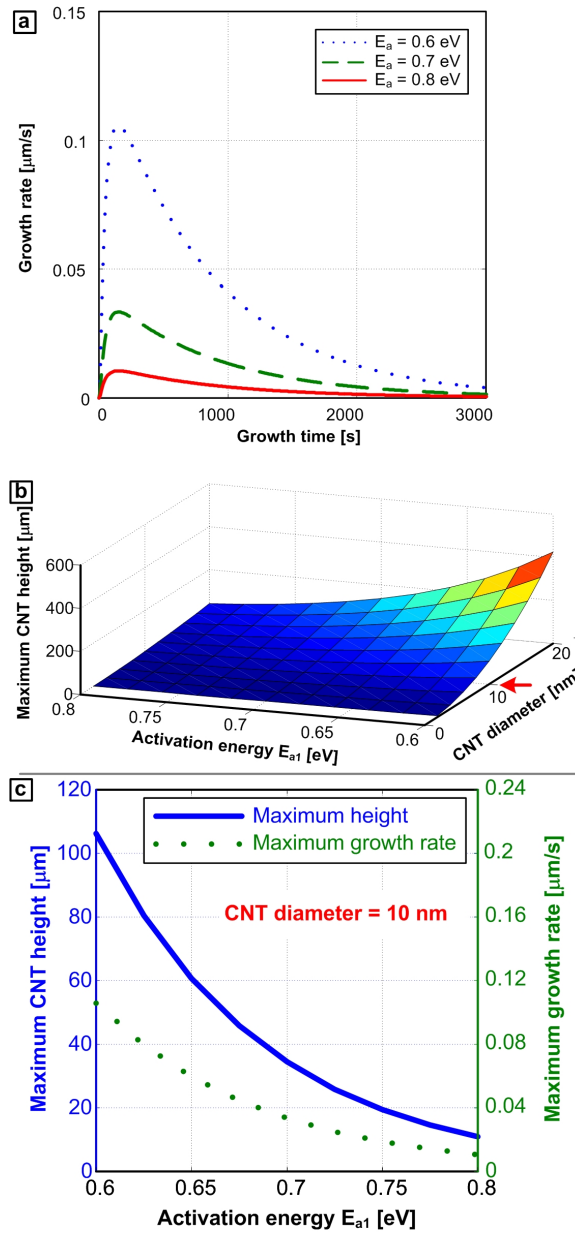 a
0.15
0.1
0.05
0
Growth rate [μm/s]
E_a = 0.6 eV
E_a = 0.7 eV
E_a = 0.8 eV
0 1000 2000 3000
Growth time [s]
b
600
400
200
0
Maximum CNT height [μm]
0.8 0.75 0.7 0.65 0.6
Activation energy E_a1 [eV]
0 10 20
CNT diameter [nm]
c
120
100
80
60
40
20
0
Maximum CNT height [μm]
Maximum height
Maximum growth rate
CNT diameter = 10 nm
0.24
0.2
0.16
0.12
0.08
0.04
0
Maximum growth rate [μm/s]
0.6 0.65 0.7 0.75 0.8
Activation energy E_a1 [eV]